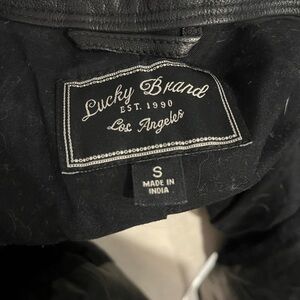 Lucky Brand
EST. 1990
Los Angeles
S
MADE IN
INDIA